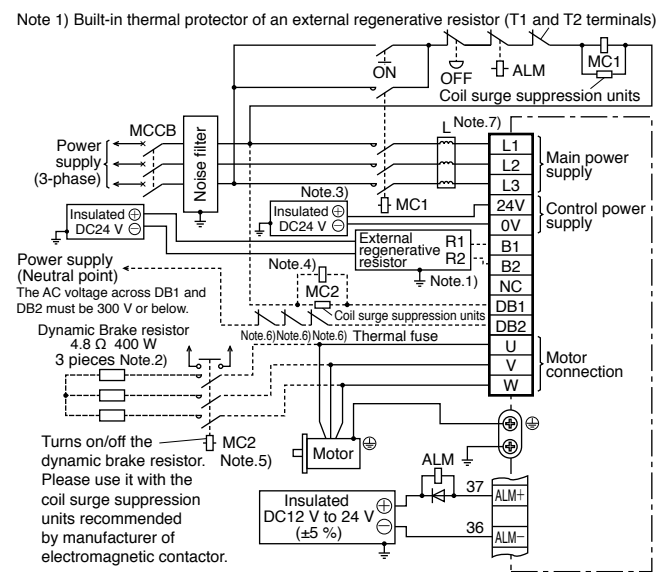 Note 1) Built-in thermal protector of an external regenerative resistor (T1 and T2 terminals)
ON
OFF
ALM
MC1
Coil surge suppression units
MCCB
Power
supply
(3-phase)
Noise filter
L Note.7)
L1
L2
L3
24V
0V
B1
B2
NC
DB1
DB2
U
V
W
Main power
supply
Control power
supply
Motor
connection
MC1
Note.3)
Insulated ⊕
DC24 V ⊖
Insulated ⊕
DC24 V ⊖
External
regenerative
resistor
R1
R2
Note.1)
Power supply
(Neutral point)
The AC voltage across DB1 and
DB2 must be 300 V or below.
Note.4)
MC2
Coil surge suppression units
Note.6) Note.6) Note.6) Thermal fuse
Dynamic Brake resistor
4.8 Ω 400 W
3 pieces Note.2)
Turns on/off the
dynamic brake resistor.
Please use it with the
coil surge suppression
units recommended
by manufacturer of
electromagnetic contactor.
MC2
Note.5)
Motor
ALM
37
ALM+
36
ALM−
Insulated
DC12 V to 24 V
(±5 %)
⊕
⊖